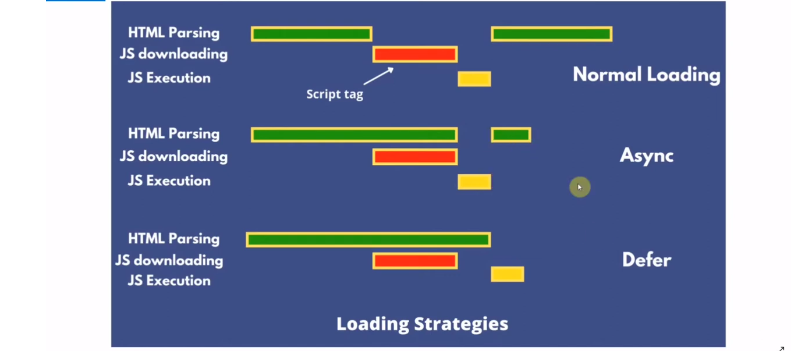 HTML Parsing
JS downloading
JS Execution
Script tag
Normal Loading
HTML Parsing
JS downloading
JS Execution
Async
HTML Parsing
JS downloading
JS Execution
Defer
Loading Strategies